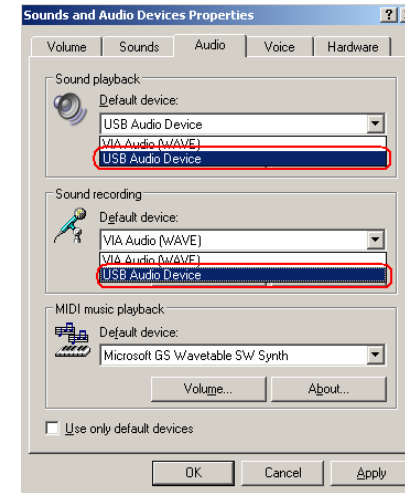 Sounds and Audio Devices Properties
Volume Sounds Audio Voice Hardware
Sound playback
Default device:
USB Audio Device
VIA Audio (WAVE)
USB Audio Device
Sound recording
Default device:
VIA Audio (WAVE)
VIA Audio (WAVE)
USB Audio Device
MIDI music playback
Default device:
Microsoft GS Wavetable SW Synth
Volume... About...
Use only default devices
OK Cancel Apply